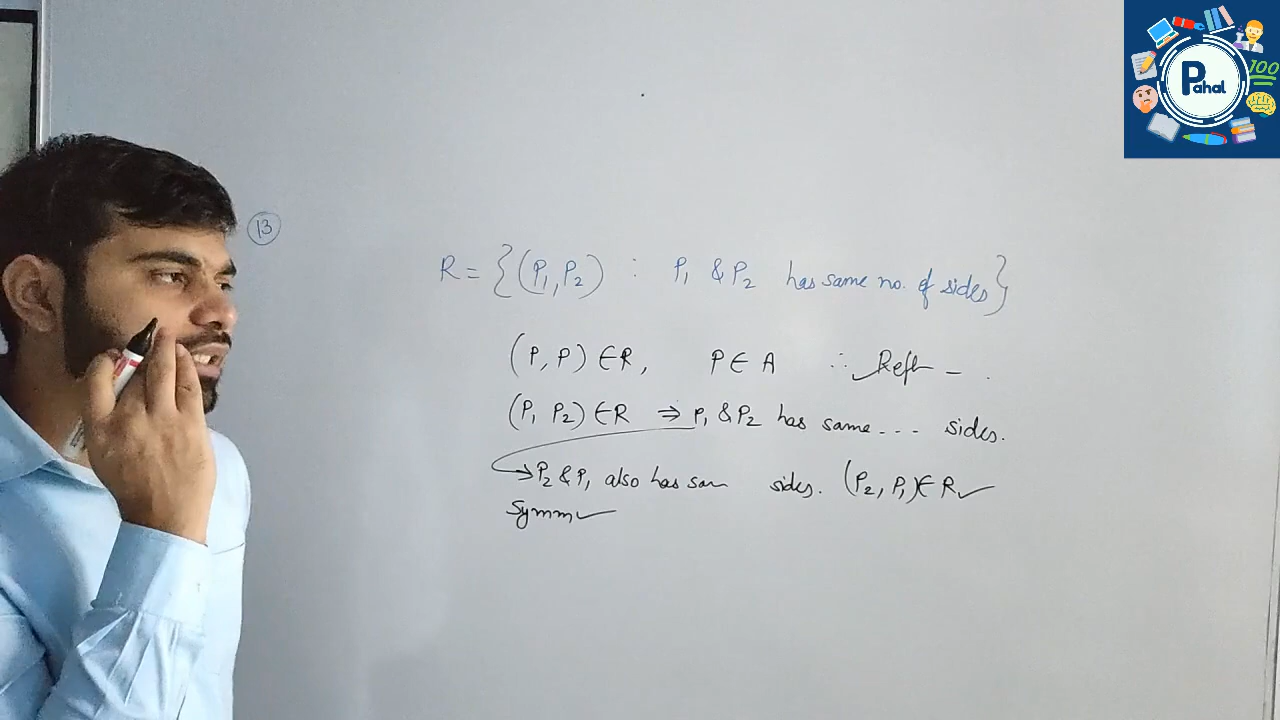 Pahal
100
13
R = {(P₁, P₂) : P₁ & P₂ has same no. of sides}
(P, P) ∈ R, P ∈ A ∴ Refl -
(P₁ P₂) ∈ R ⇒ P₁ & P₂ has same --- sides.
→ P₂ & P₁ also has sam sides. (P₂, P₁) ∈ R ✓
Symm ✓